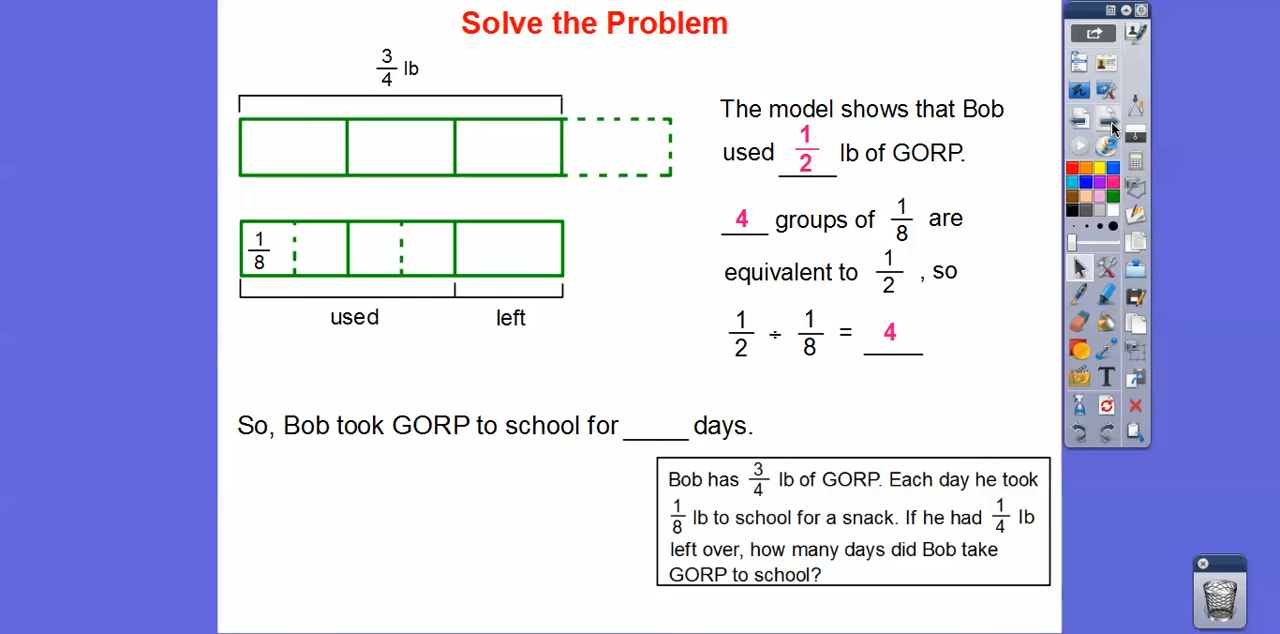 Solve the Problem
3/4 lb
The model shows that Bob
used 1/2 lb of GORP.
4 groups of 1/8 are
equivalent to 1/2 , so
1/2 ÷ 1/8 = 4
1/8
used left
So, Bob took GORP to school for _____ days.
Bob has 3/4 lb of GORP. Each day he took
1/8 lb to school for a snack. If he had 1/4 lb
left over, how many days did Bob take
GORP to school?
T